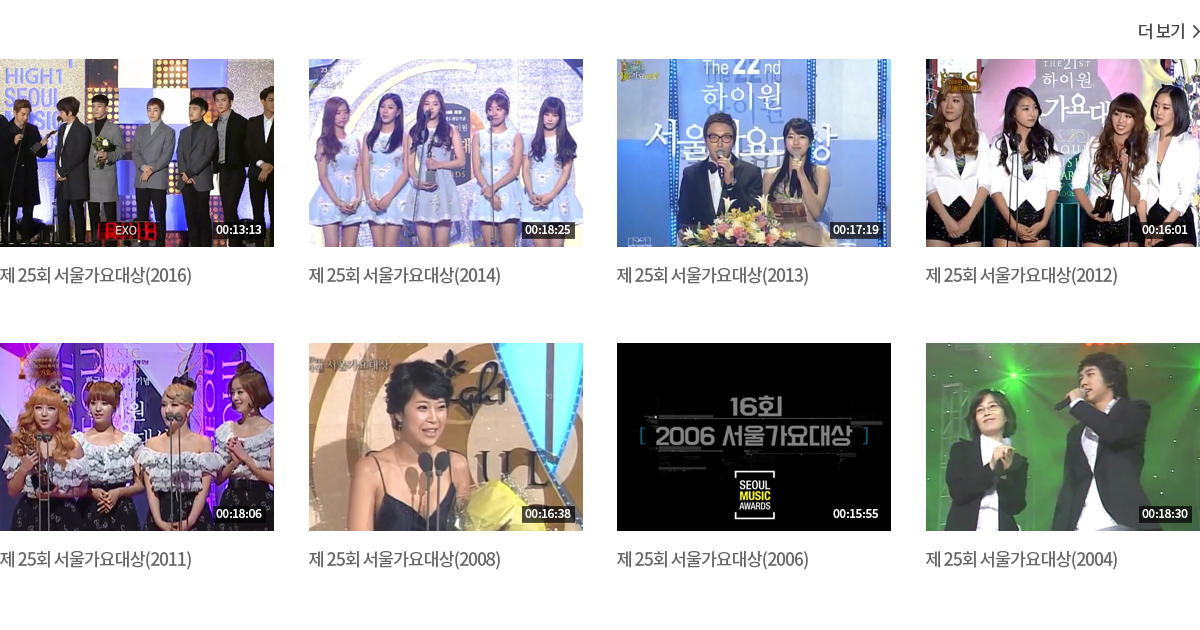 더 보기 >
HIGH1
SEOUL
MUSIC
EXO
00:13:13
23
00:18:25
The 22nd
하이원
서울가요대상
00:17:19
THE 21ST
하이원
가요대
00:16:01
제 25회 서울가요대상(2016)
제 25회 서울가요대상(2014)
제 25회 서울가요대상(2013)
제 25회 서울가요대상(2012)
MUSIC
AWARDS
00:18:06
서울가요대상
00:16:38
16회
[ 2006 서울가요대상 ]
SEOUL
MUSIC
AWARDS
00:15:55
00:18:30
제 25회 서울가요대상(2011)
제 25회 서울가요대상(2008)
제 25회 서울가요대상(2006)
제 25회 서울가요대상(2004)